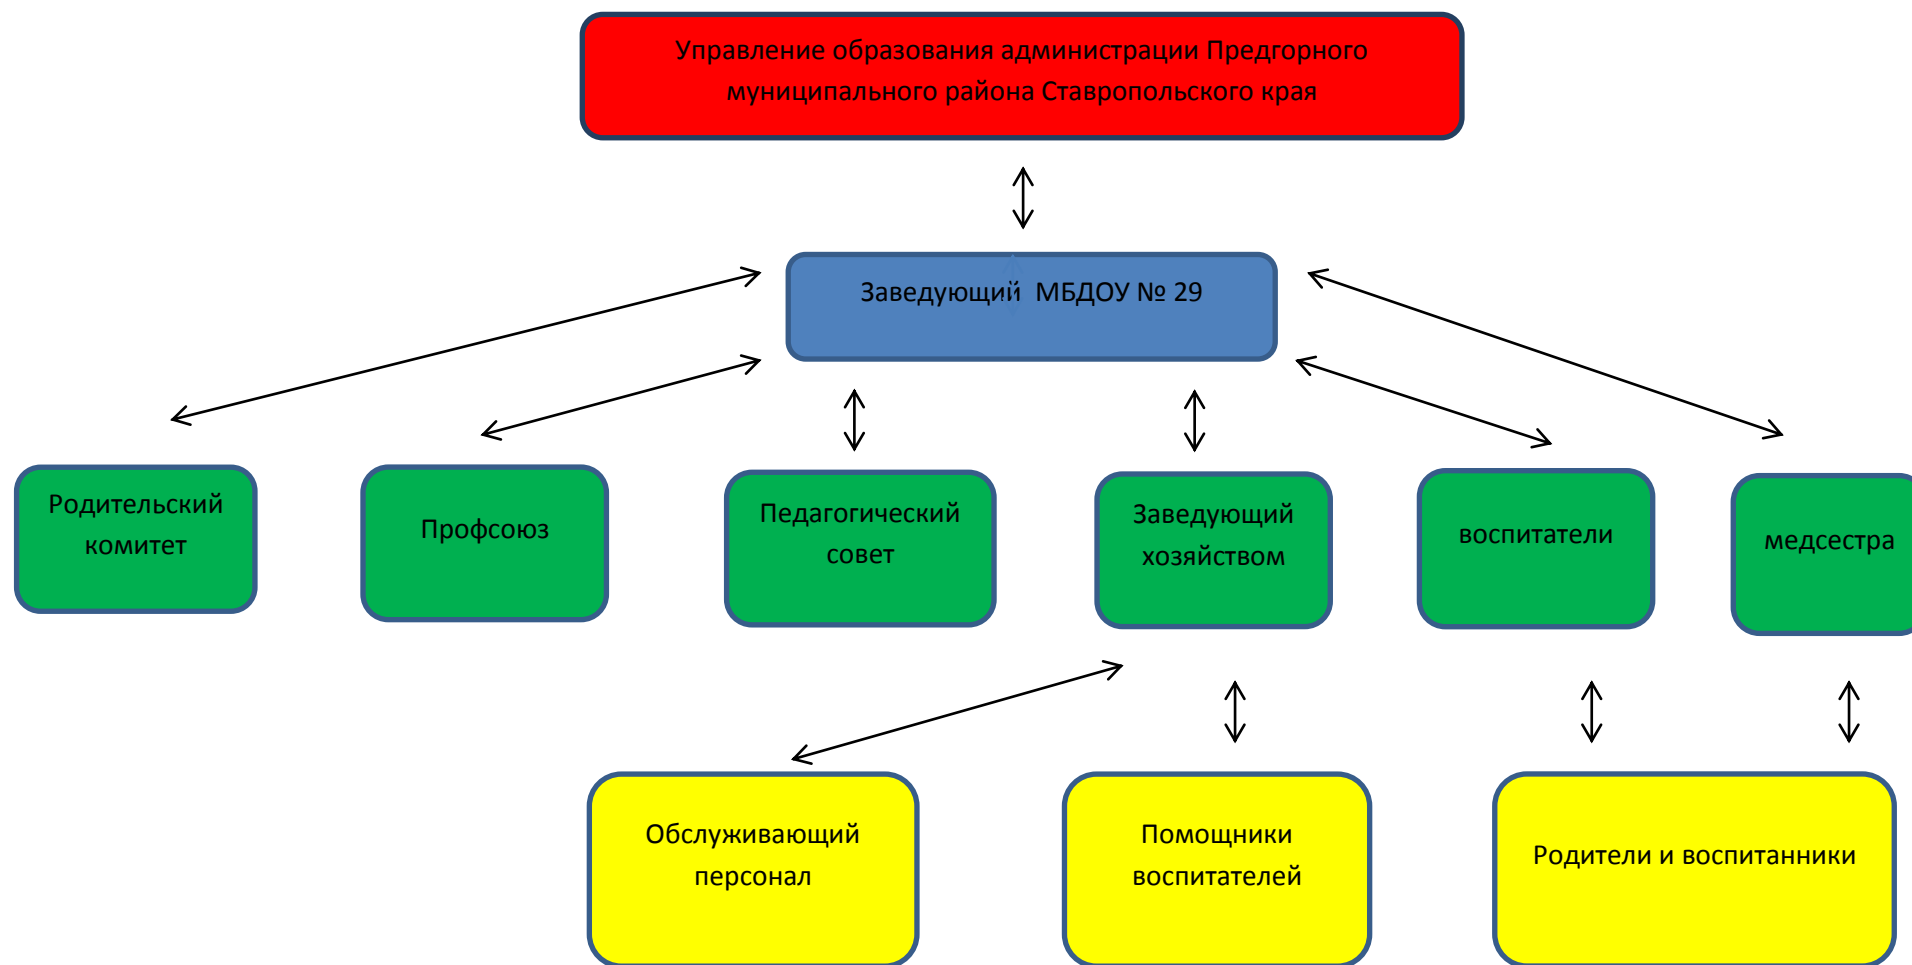 Управление образования администрации Предгорного
муниципального района Ставропольского края
Заведующий МБДОУ № 29
Родительский
комитет
Профсоюз
Педагогический
совет
Заведующий
хозяйством
воспитатели
медсестра
Обслуживающий
персонал
Помощники
воспитателей
Родители и воспитанники